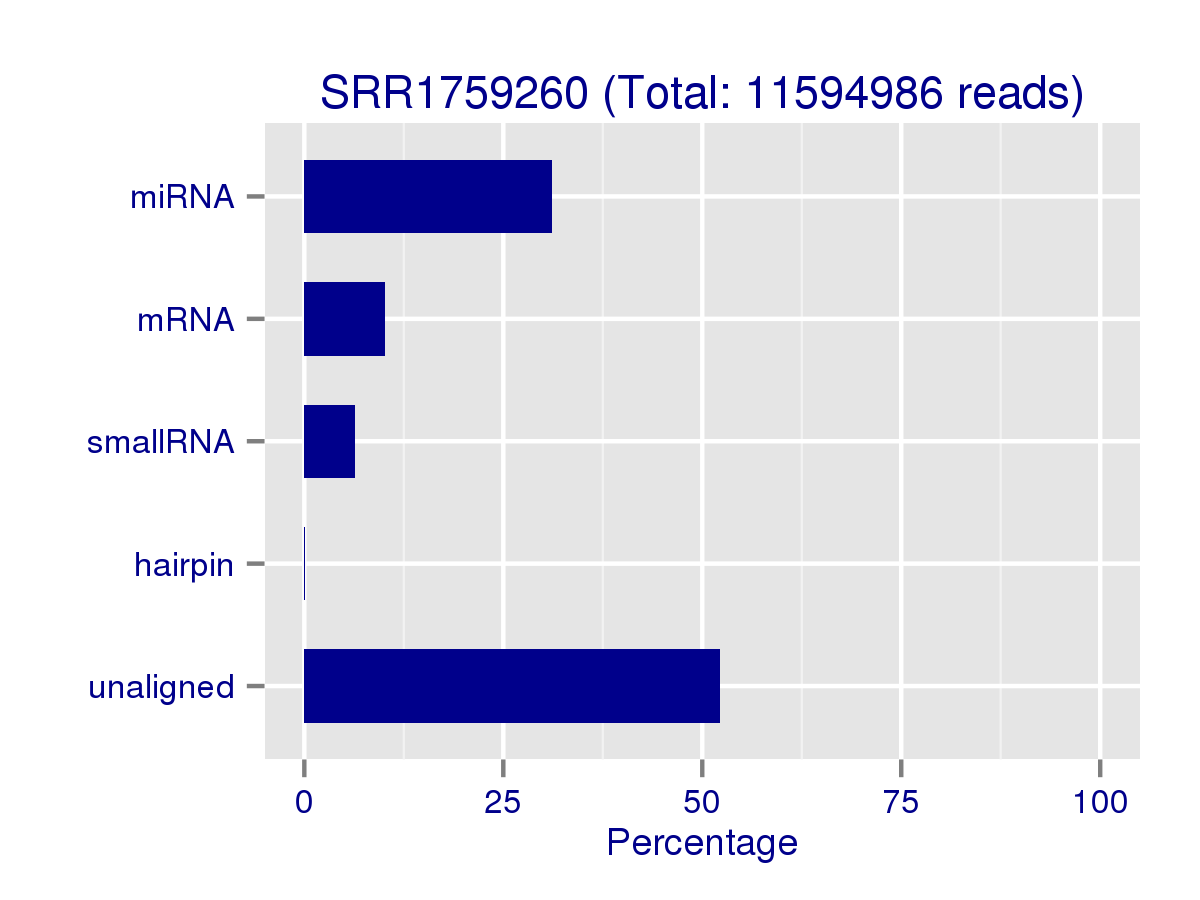 SRR1759260 (Total: 11594986 reads)
miRNA
mRNA
smallRNA
hairpin
unaligned
0 25 50 75 100
Percentage